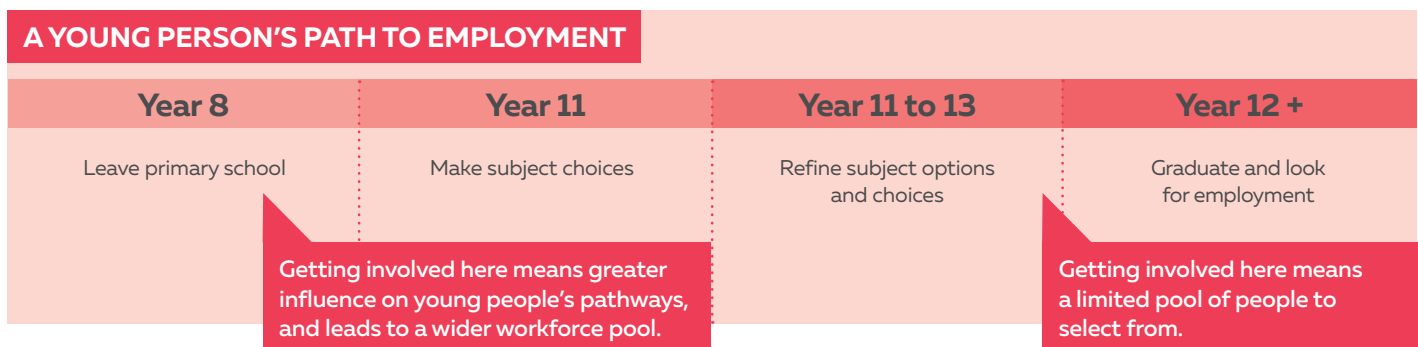 A YOUNG PERSON’S PATH TO EMPLOYMENT
Year 8
Leave primary school
Year 11
Make subject choices
Year 11 to 13
Refine subject options
and choices
Year 12 +
Graduate and look
for employment
Getting involved here means greater
influence on young people’s pathways,
and leads to a wider workforce pool.
Getting involved here means
a limited pool of people to
select from.